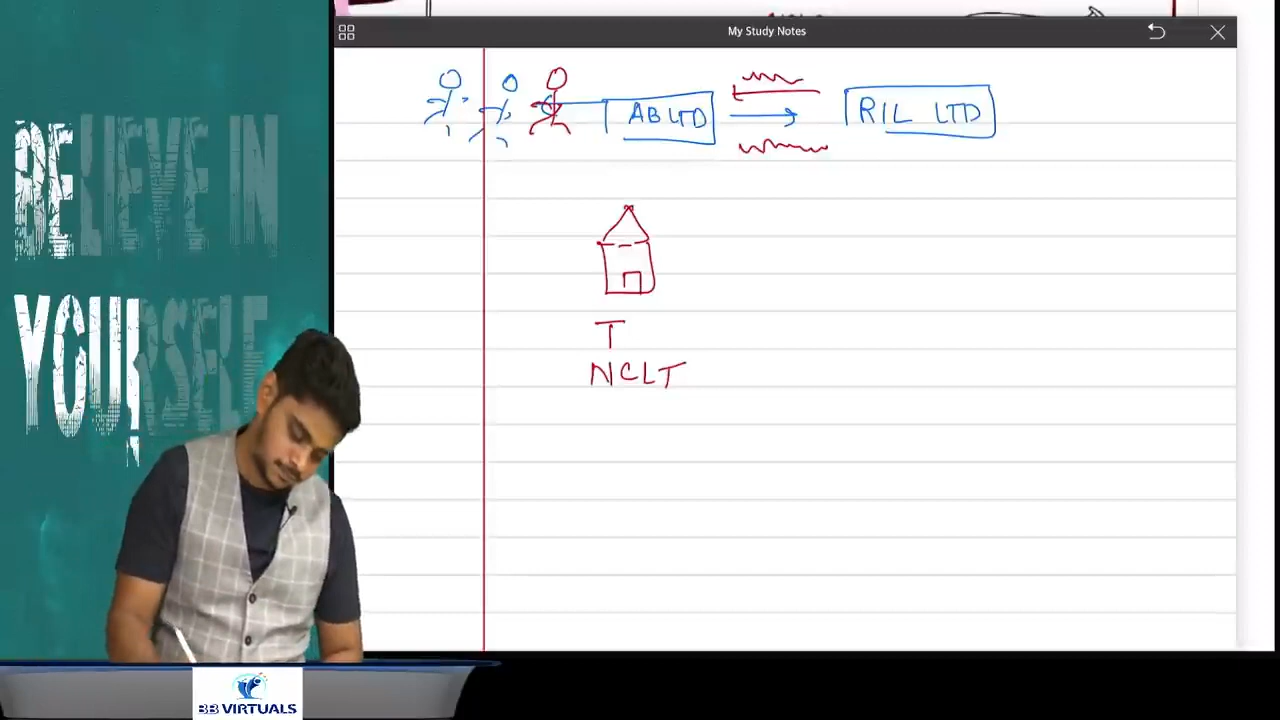 My Study Notes
AB LTD
RIL LTD
T
NCLT
BELIEVE IN
YOURSELF
BB VIRTUALS